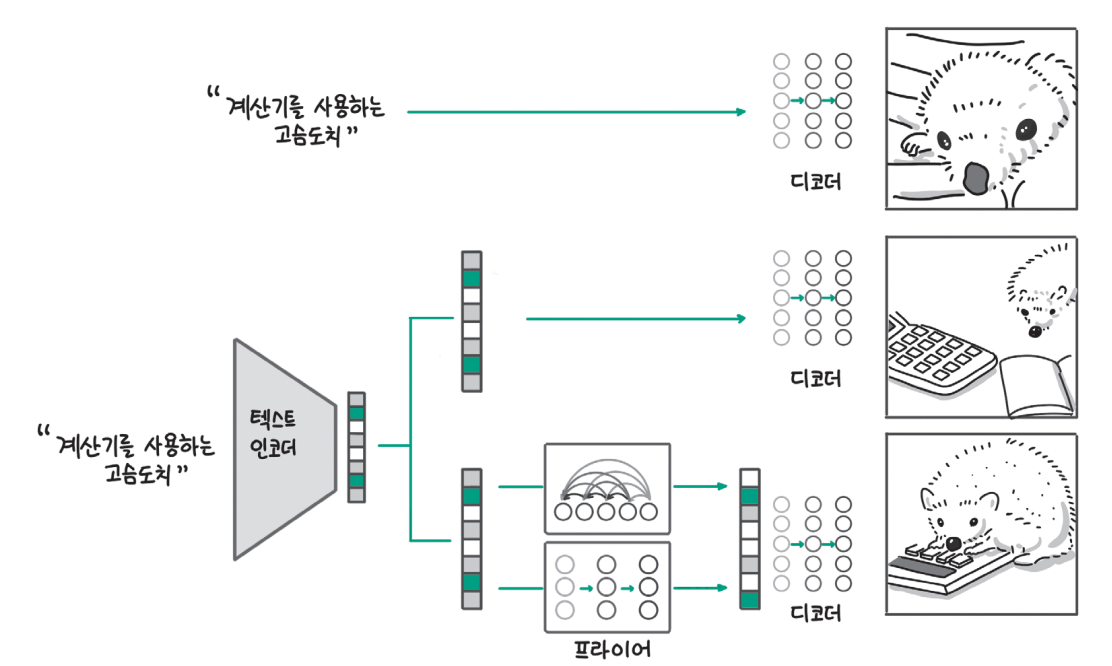 “계산기를 사용하는
고슴도치”
디코더
디코더
“계산기를 사용하는
고슴도치”
텍스트
인코더
디코더
프라이어